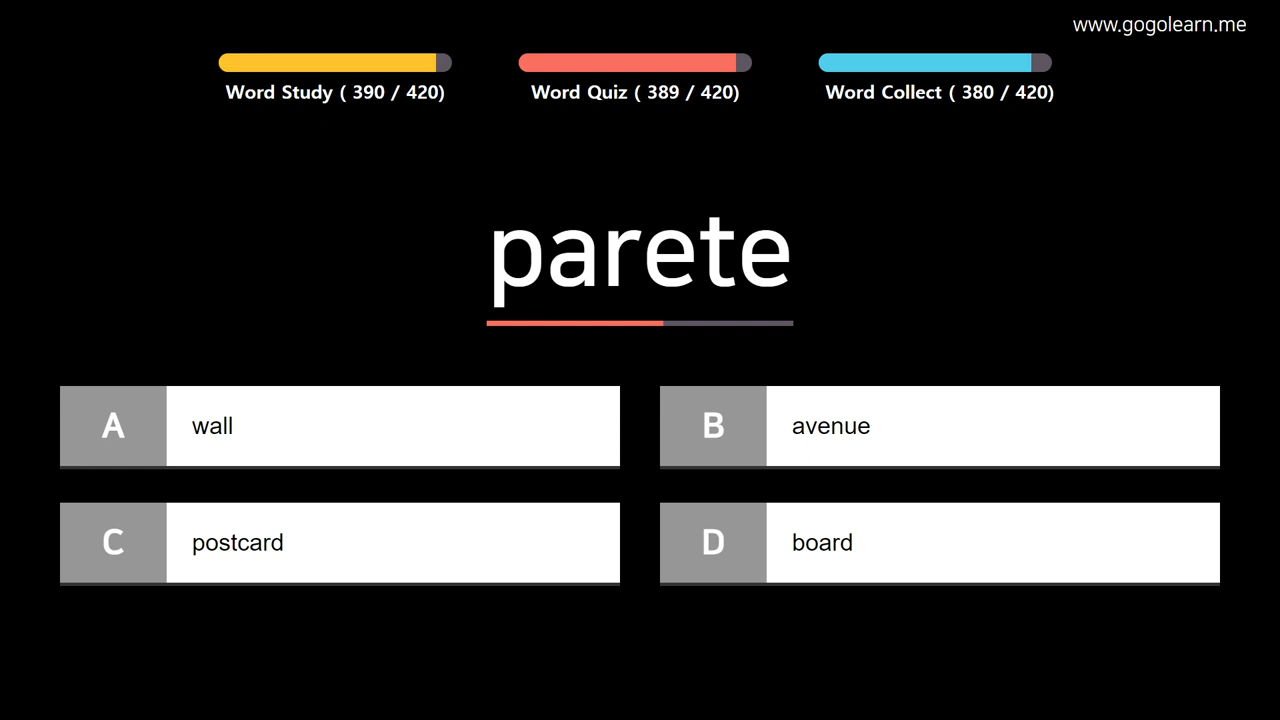 www.gogolearn.me
Word Study ( 390 / 420)
Word Quiz ( 389 / 420)
Word Collect ( 380 / 420)
parete
A wall
B avenue
C postcard
D board